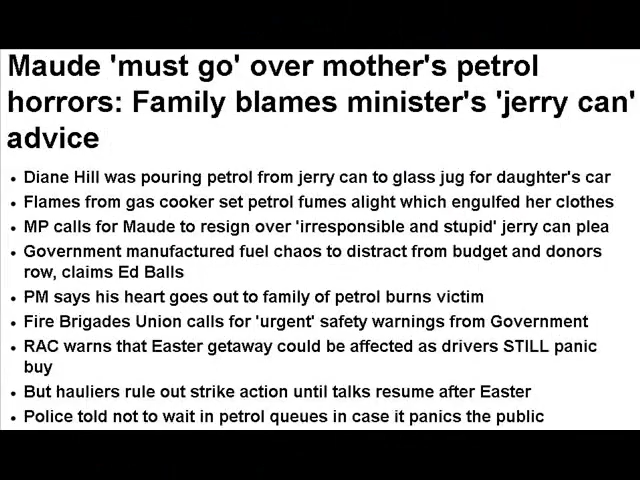 Maude 'must go' over mother's petrol
horrors: Family blames minister's 'jerry can'
advice
• Diane Hill was pouring petrol from jerry can to glass jug for daughter's car
• Flames from gas cooker set petrol fumes alight which engulfed her clothes
• MP calls for Maude to resign over 'irresponsible and stupid' jerry can plea
• Government manufactured fuel chaos to distract from budget and donors
row, claims Ed Balls
• PM says his heart goes out to family of petrol burns victim
• Fire Brigades Union calls for 'urgent' safety warnings from Government
• RAC warns that Easter getaway could be affected as drivers STILL panic
buy
• But hauliers rule out strike action until talks resume after Easter
• Police told not to wait in petrol queues in case it panics the public